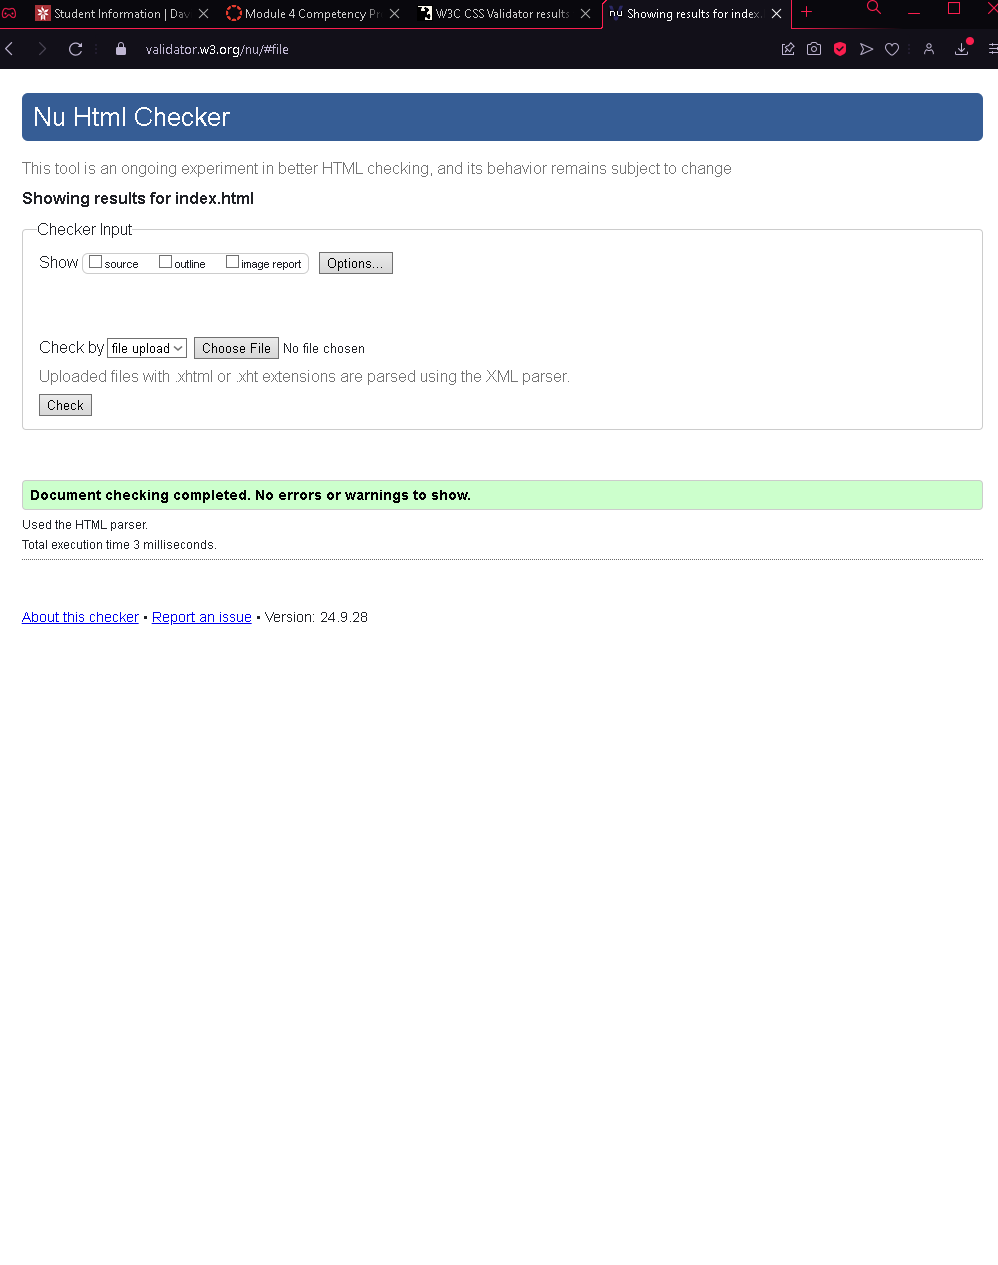 Student Information | Dav
Module 4 Competency Pr
W3C CSS Validator results
nu Showing results for index.
validator.w3.org/nu/#file
Nu Html Checker
This tool is an ongoing experiment in better HTML checking, and its behavior remains subject to change
Showing results for index.html
Checker Input
Show source outline image report Options...
Check by file upload Choose File No file chosen
Uploaded files with .xhtml or .xht extensions are parsed using the XML parser.
Check
Document checking completed. No errors or warnings to show.
Used the HTML parser.
Total execution time 3 milliseconds.
About this checker • Report an issue • Version: 24.9.28